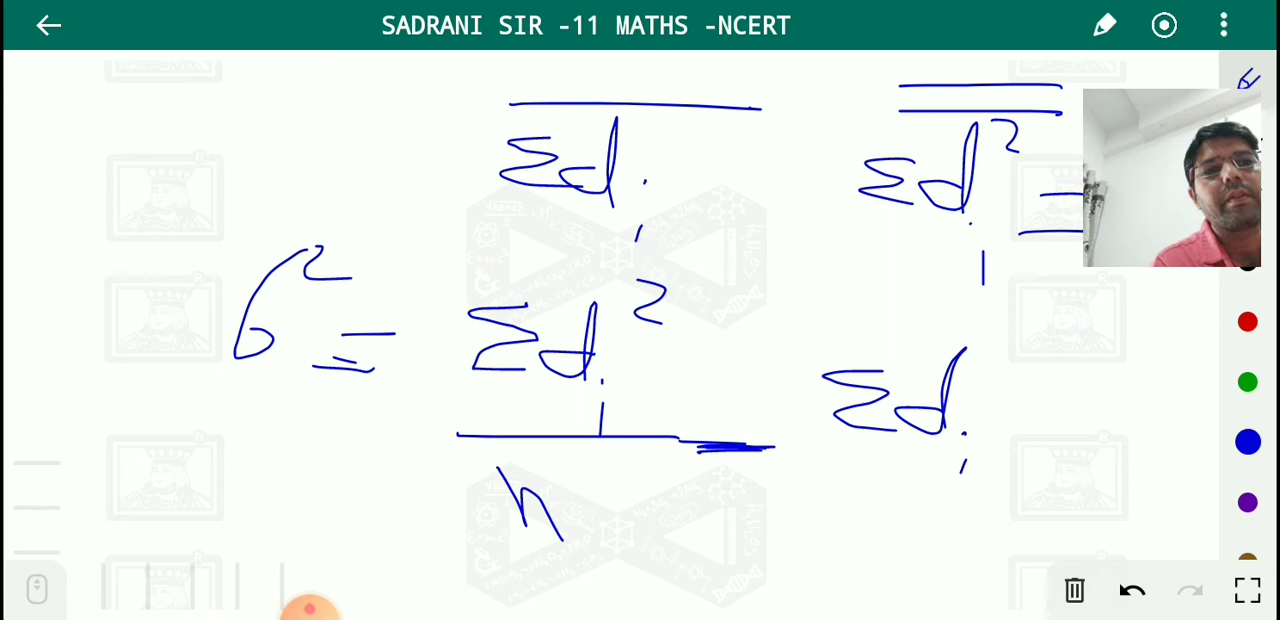 SADRANI SIR -11 MATHS -NCERT
Σdi
Σdi² =
σ² = Σdi² - Σdi
n